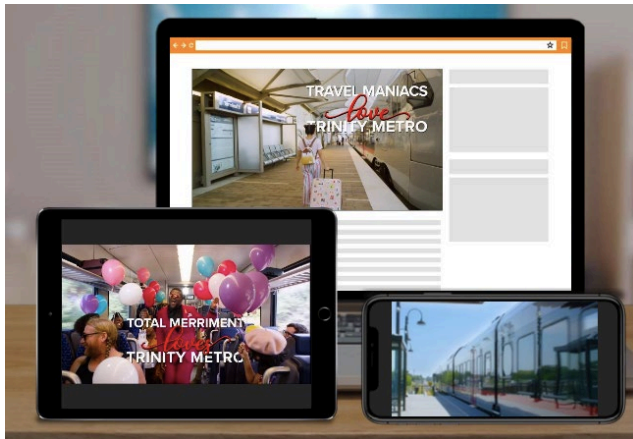 TRAVEL MANIACS
love
TRINITY METRO
TOTAL MERRIMENT
loves
TRINITY METRO